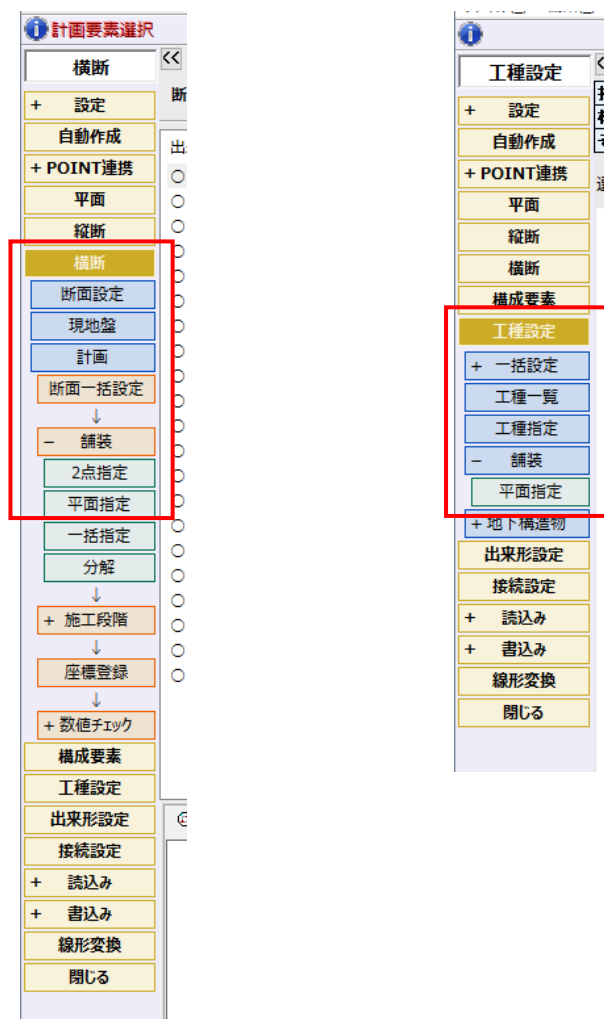 計画要素選択
横断
<<
断
+ 設定
自動作成
+ POINT連携
平面
縦断
横断
断面設定
現地盤
計画
断面一括設定
↓
− 舗装
2点指定
平面指定
一括指定
分解
↓
+ 施工段階
↓
座標登録
↓
+ 数値チェック
構成要素
工種設定
出来形設定
接続設定
+ 読込み
+ 書込み
線形変換
閉じる
工種設定
+ 設定
自動作成
+ POINT連携
平面
縦断
横断
構成要素
工種設定
+ 一括設定
工種一覧
工種指定
− 舗装
平面指定
+ 地下構造物
出来形設定
接続設定
+ 読込み
+ 書込み
線形変換
閉じる